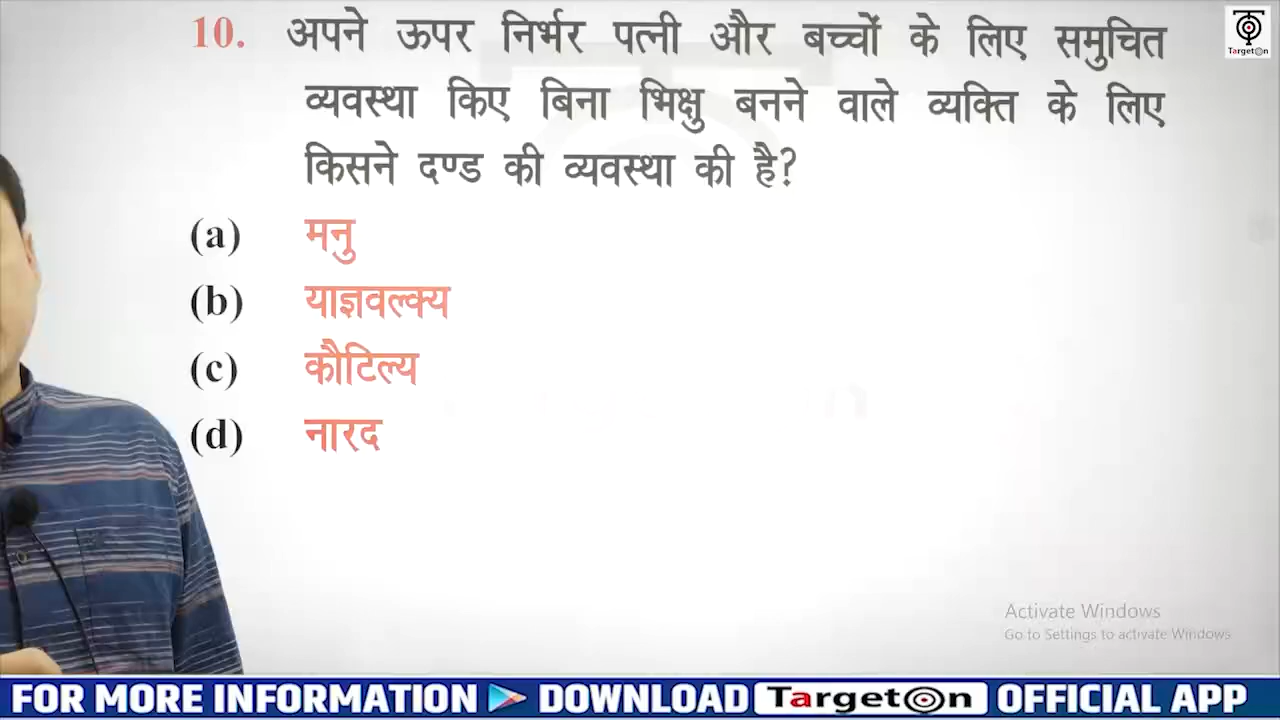 10. अपने ऊपर निर्भर पत्नी और बच्चों के लिए समुचित
व्यवस्था किए बिना भिक्षु बनने वाले व्यक्ति के लिए
किसने दण्ड की व्यवस्था की है?
(a) मनु
(b) याज्ञवल्क्य
(c) कौटिल्य
(d) नारद
TargetOn
Activate Windows
Go to Settings to activate Windows
FOR MORE INFORMATION DOWNLOAD TargetOn OFFICIAL APP